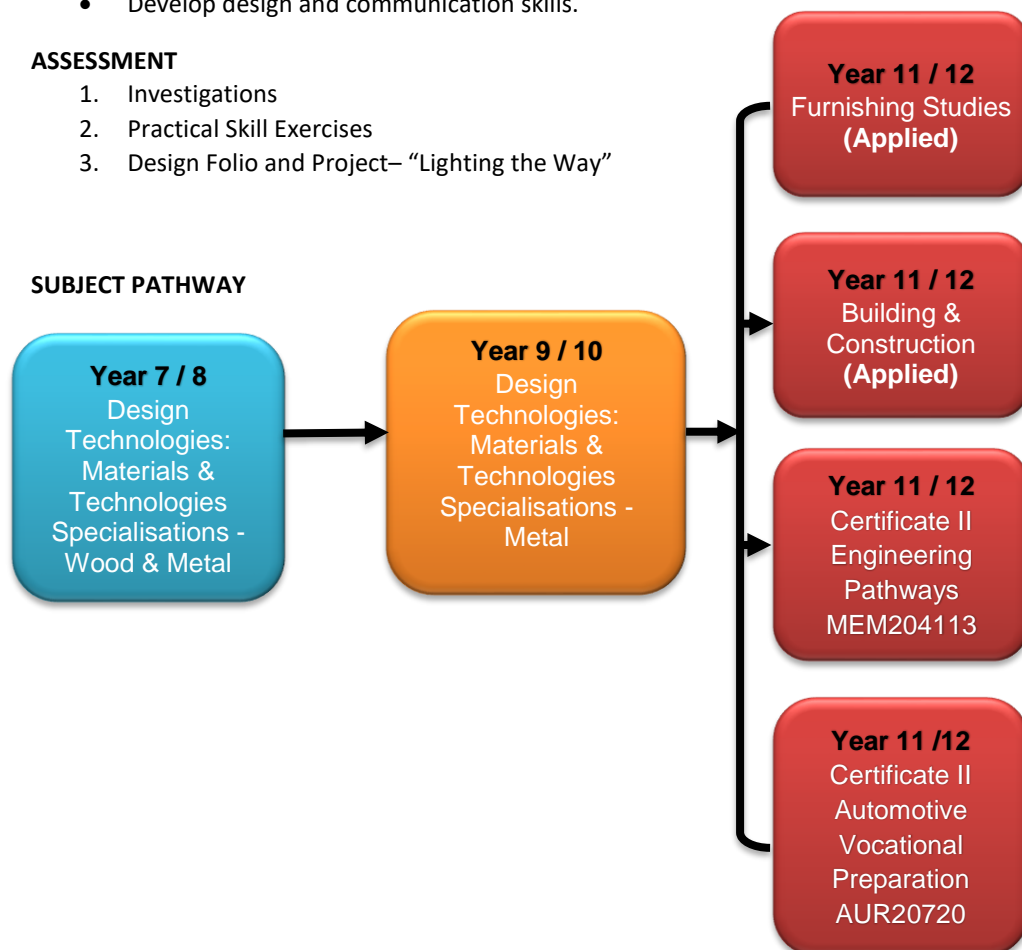 • Develop design and communication skills.
ASSESSMENT
1. Investigations
2. Practical Skill Exercises
3. Design Folio and Project– “Lighting the Way”
SUBJECT PATHWAY
Year 7 / 8
Design
Technologies:
Materials &
Technologies
Specialisations -
Wood & Metal
Year 9 / 10
Design
Technologies:
Materials &
Technologies
Specialisations -
Metal
Year 11 / 12
Furnishing Studies
(Applied)
Year 11 / 12
Building &
Construction
(Applied)
Year 11 / 12
Certificate II
Engineering
Pathways
MEM204113
Year 11 /12
Certificate II
Automotive
Vocational
Preparation
AUR20720